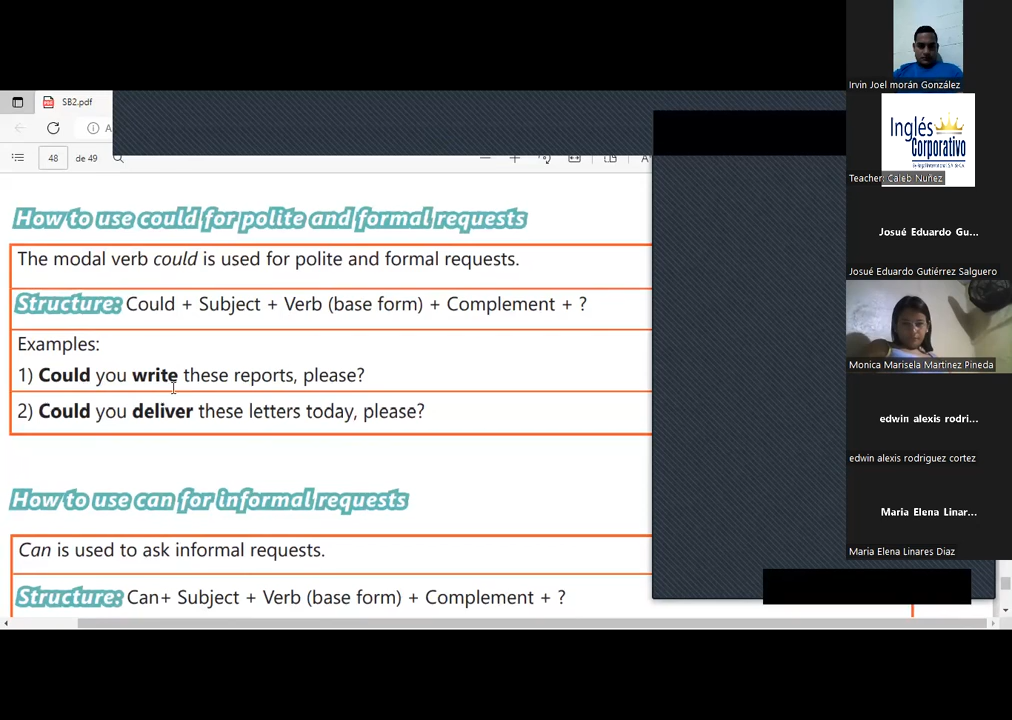 SB2.pdf
A
48
de 49
How to use could for polite and formal requests
The modal verb could is used for polite and formal requests.
Structure: Could + Subject + Verb (base form) + Complement + ?
Examples:
1) Could you write these reports, please?
2) Could you deliver these letters today, please?
How to use can for informal requests
Can is used to ask informal requests.
Structure: Can+ Subject + Verb (base form) + Complement + ?
Irvin Joel morán González
Inglés
Corporativo
Teacher: Caleb Nuñez
Josué Eduardo Gu...
Josué Eduardo Gutiérrez Salguero
Monica Marisela Martinez Pineda
edwin alexis rodri...
edwin alexis rodriguez cortez
Maria Elena Linar...
Maria Elena Linares Diaz